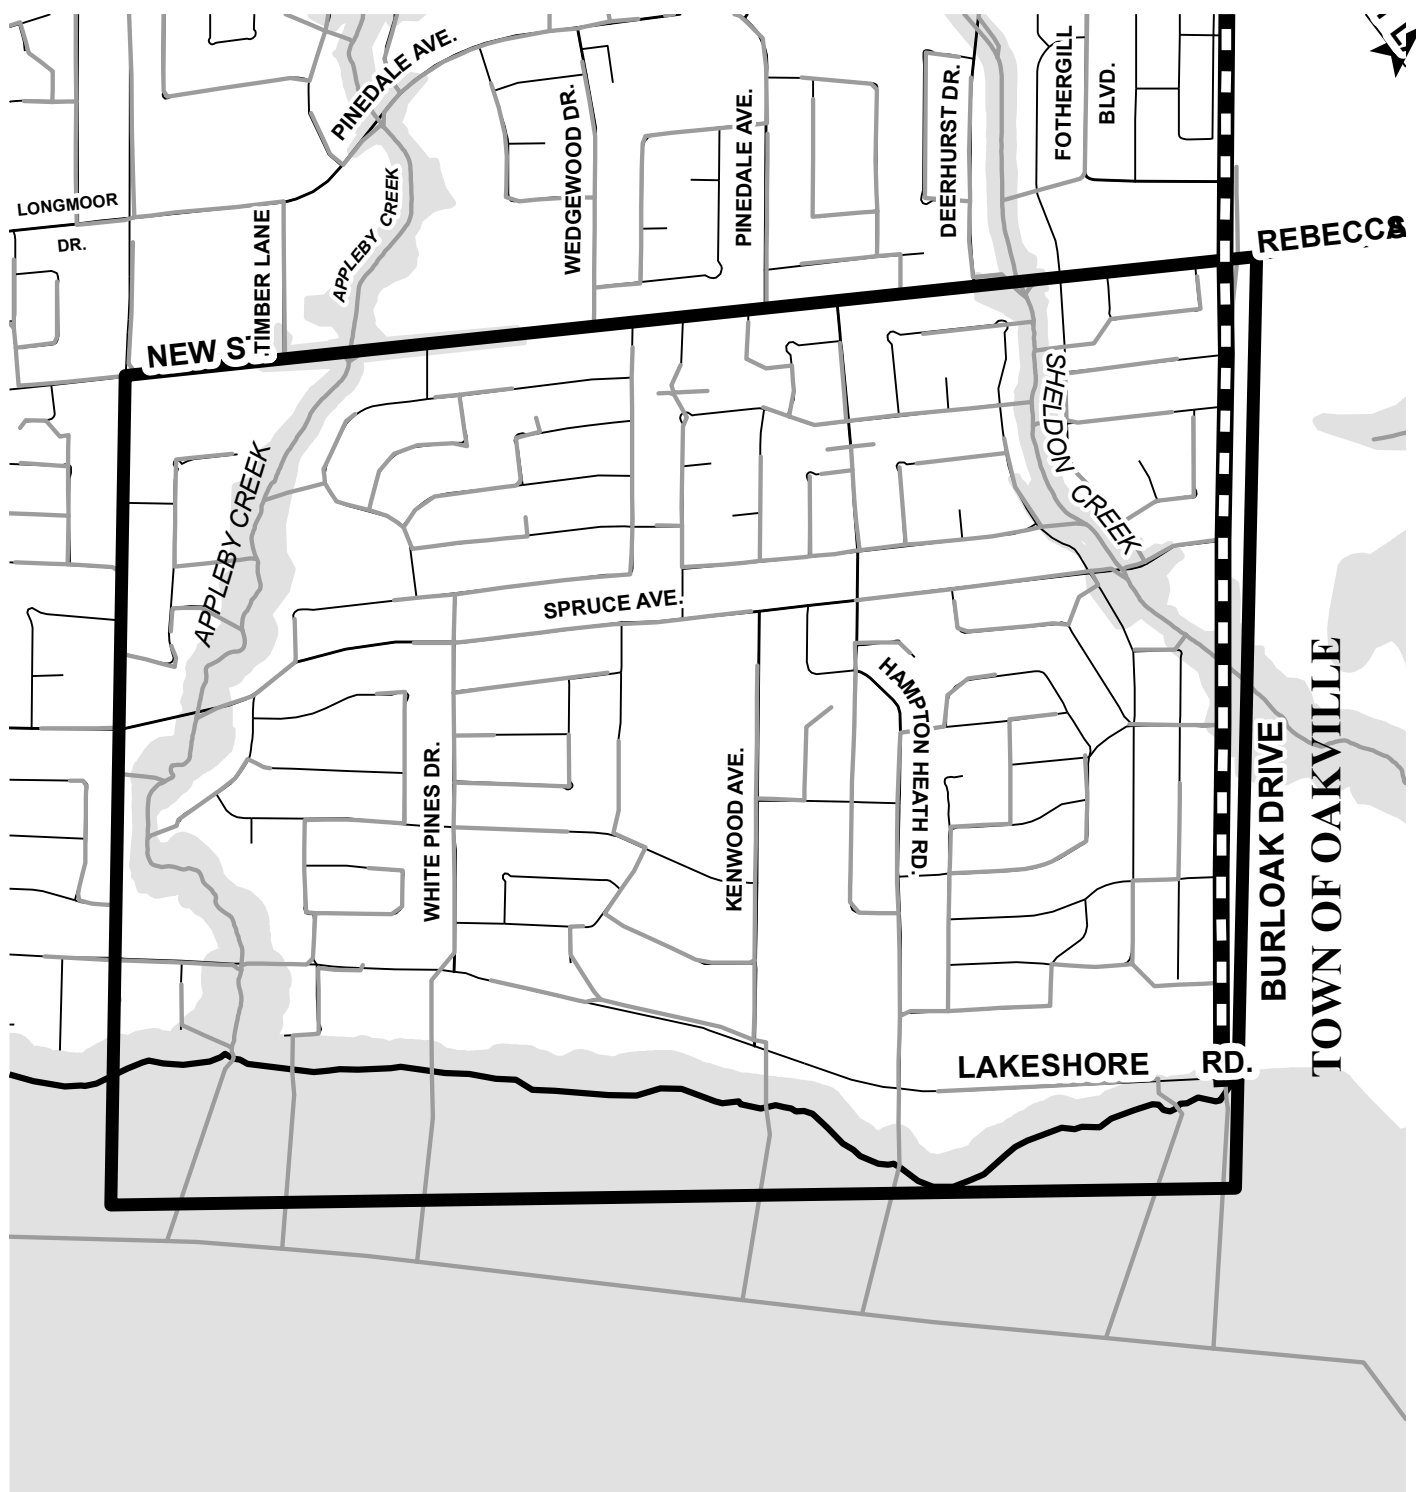 PINEDALE AVE.
FOTHERGILL
BLVD.
DEERHURST DR.
WEDGEWOOD DR.
PINEDALE AVE.
LONGMOOR
DR.
TIMBER LANE
APPLEBY CREEK
REBECCA
NEW ST.
SHELDON CREEK
APPLEBY CREEK
SPRUCE AVE.
HAMPTON HEATH RD.
WHITE PINES DR.
KENWOOD AVE.
BURLOAK DRIVE
TOWN OF OAKVILLE
LAKESHORE RD.